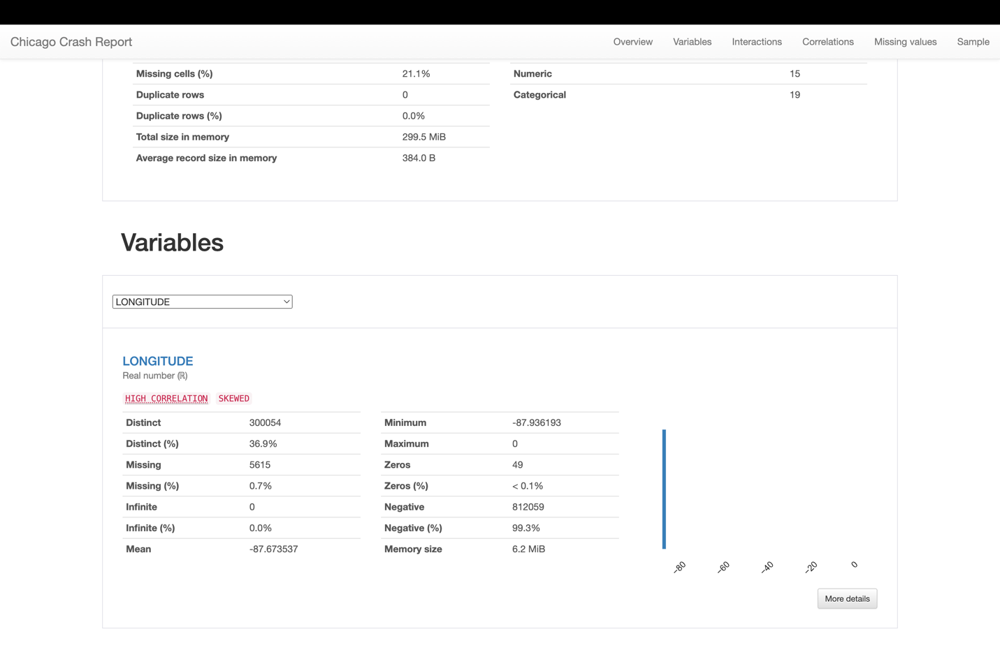 Chicago Crash Report
Overview Variables Interactions Correlations Missing values Sample
Missing cells (%) 21.1%
Duplicate rows 0
Duplicate rows (%) 0.0%
Total size in memory 299.5 MiB
Average record size in memory 384.0 B
Numeric 15
Categorical 19
Variables
LONGITUDE
LONGITUDE
Real number (ℝ)
HIGH CORRELATION SKEWED
Distinct 300054
Distinct (%) 36.9%
Missing 5615
Missing (%) 0.7%
Infinite 0
Infinite (%) 0.0%
Mean -87.673537
Minimum -87.936193
Maximum 0
Zeros 49
Zeros (%) < 0.1%
Negative 812059
Negative (%) 99.3%
Memory size 6.2 MiB
−80 −60 −40 −20 0
More details